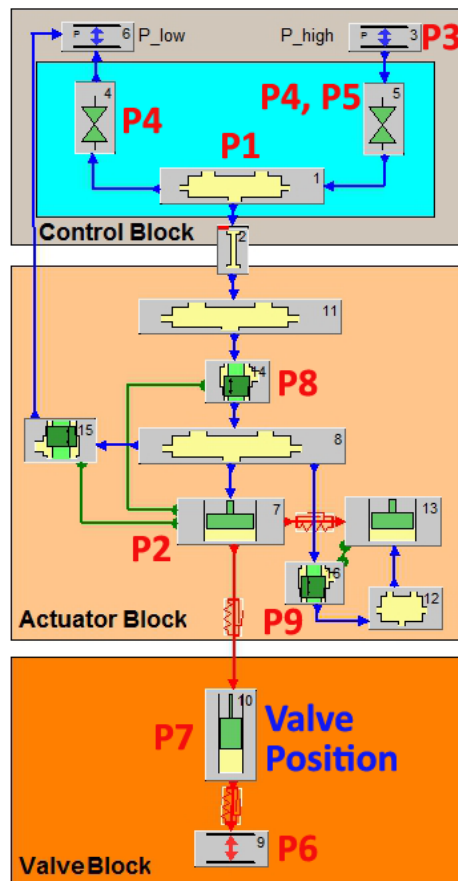 P 6 P_low P_high P 3 P3
4 P4 P4, P5 5
P1
1
Control Block 2
11
14 P8
15 8
7 13
P2
16
12
Actuator Block P9
10 Valve
P7 Position
9 P6
Valve Block